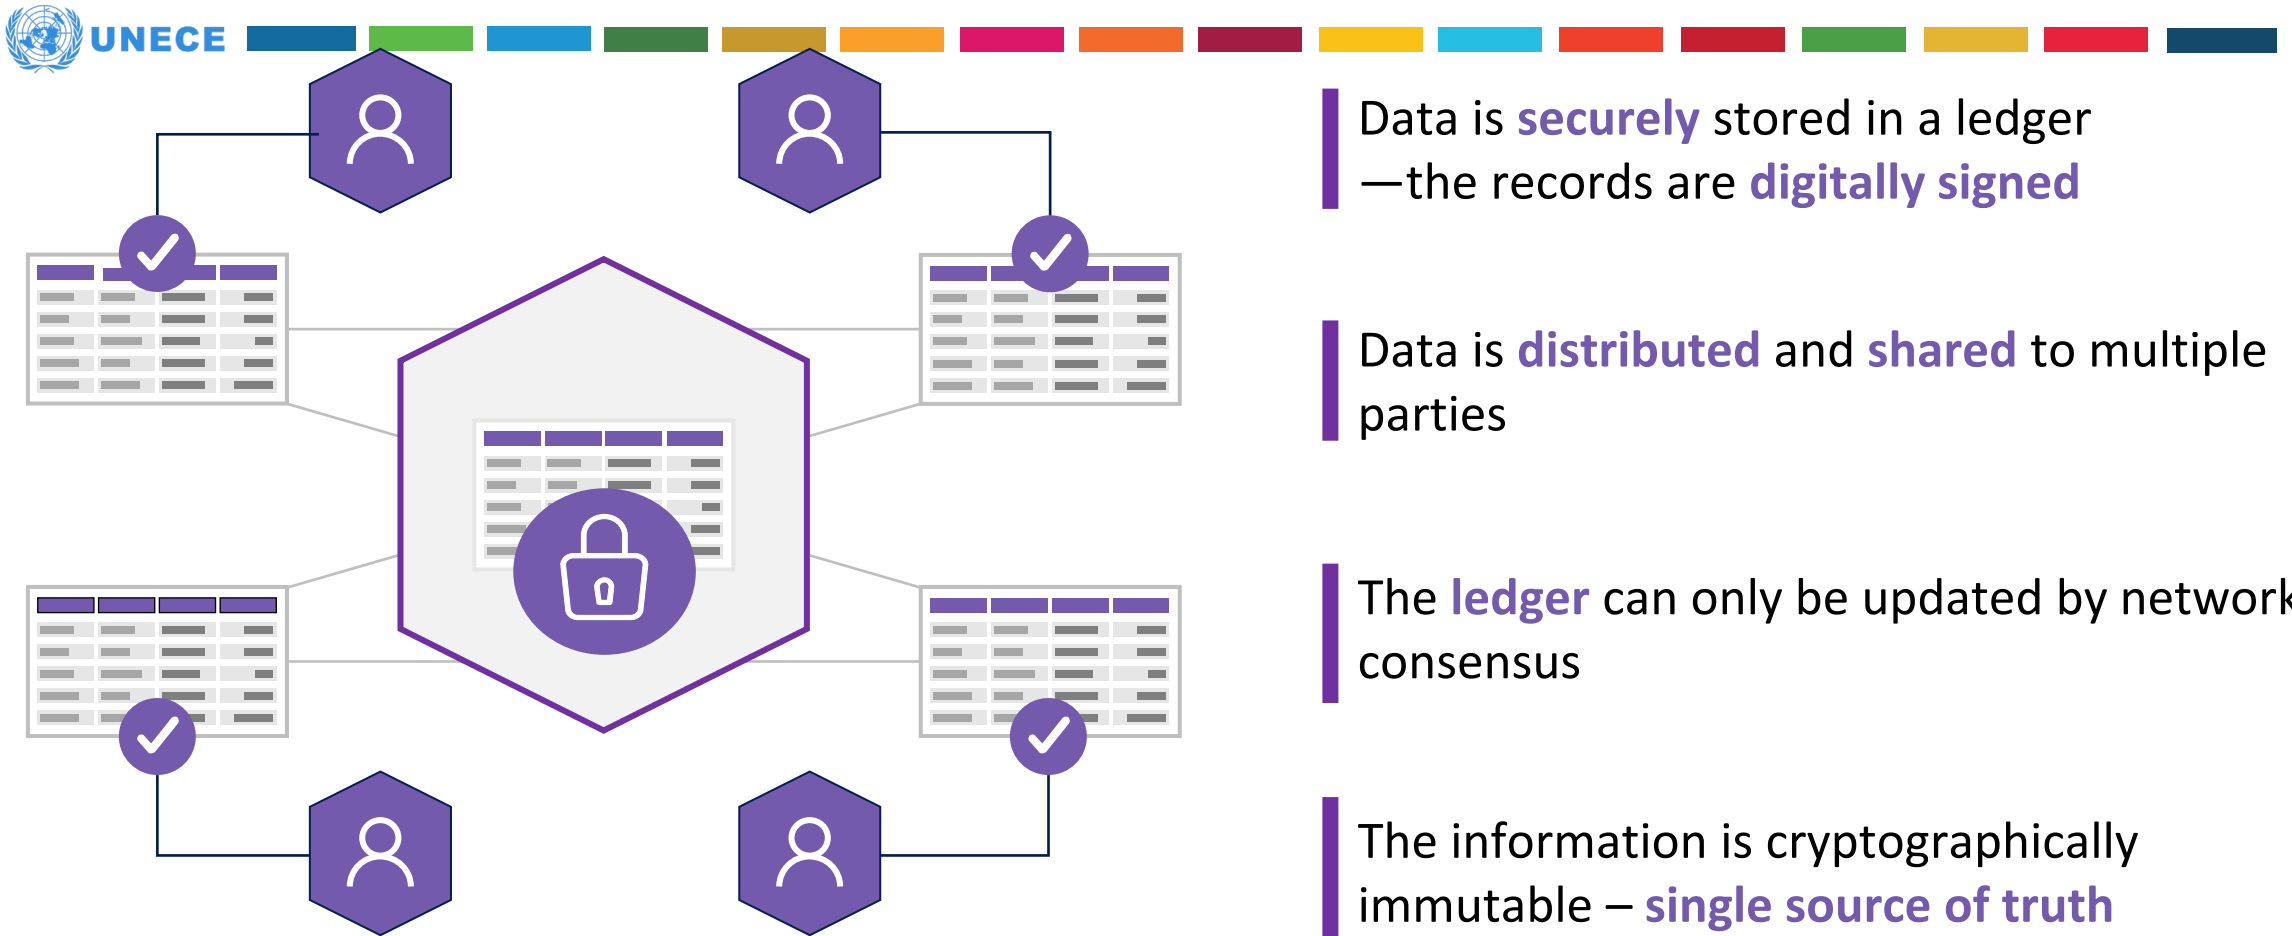 UNECE
Data is securely stored in a ledger
—the records are digitally signed
Data is distributed and shared to multiple
parties
The ledger can only be updated by network
consensus
The information is cryptographically
immutable – single source of truth